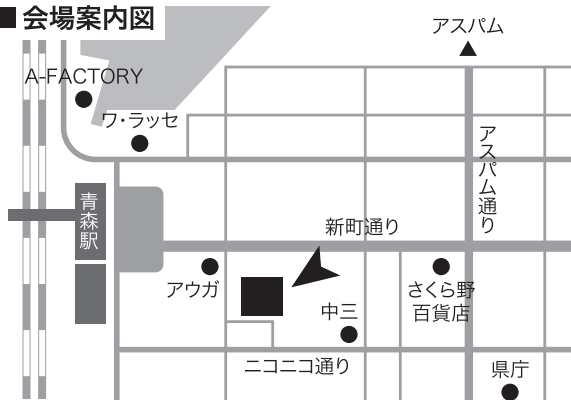 ■ 会場案内図
アスパム
A-FACTORY
ワ・ラッセ
アスパム通り
青森駅
新町通り
アウガ
さくら野
百貨店
中三
ニコニコ通り
県庁